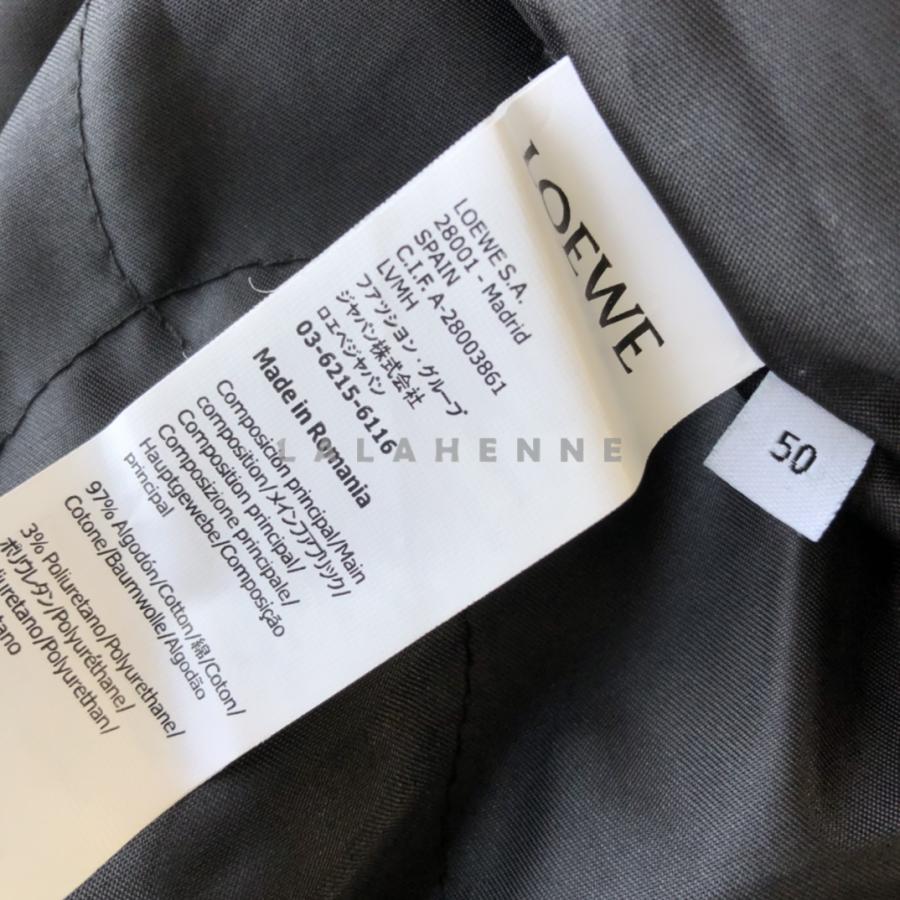 LOEWE
50
LOEWE S.A.
28001 - Madrid
SPAIN
C.I.F. A-28003861
LVMH
ファッション・グループ
ジャパン株式会社
ロエベジャパン
03-6215-6116
Made in Romania
Composición principal/Main
composition/メインファブリック/
Composition principal/
Composizione principale/
Hauptgewebe/Composição
principal
97% Algodón/Cotton/綿/Coton/
Cotone/Baumwolle/Algodão
3% Poliuretano/Polyurethane/
ポリウレタン/Polyuréthane/
/Polyurethan/
LALAHENNE